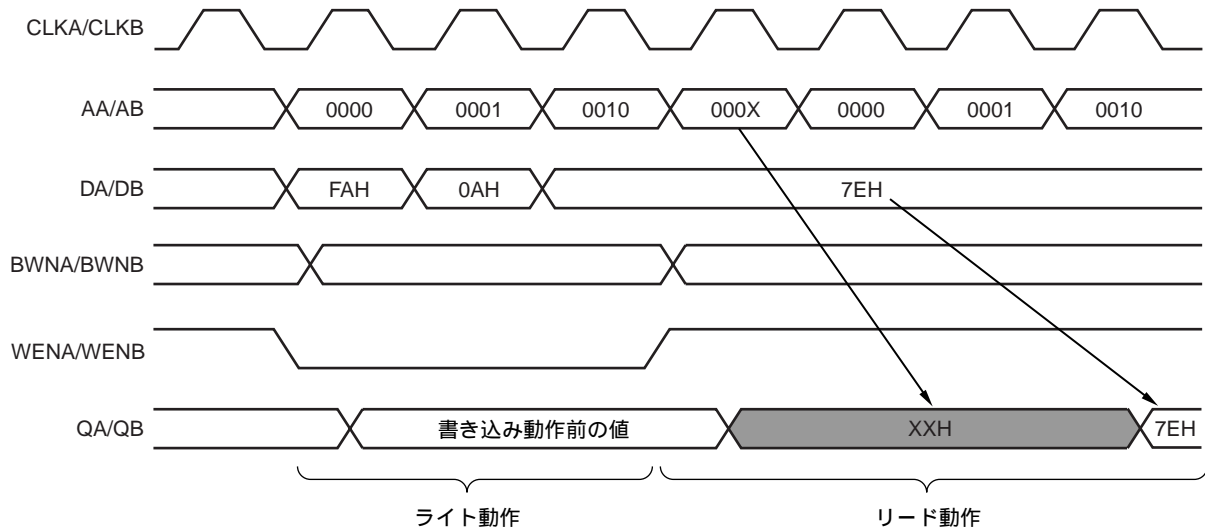 CLKA/CLKB
AA/AB 0000 0001 0010 000X 0000 0001 0010
DA/DB FAH 0AH 7EH
BWNA/BWNB
WENA/WENB
QA/QB 書き込み動作前の値 XXH 7EH
ライト動作 リード動作